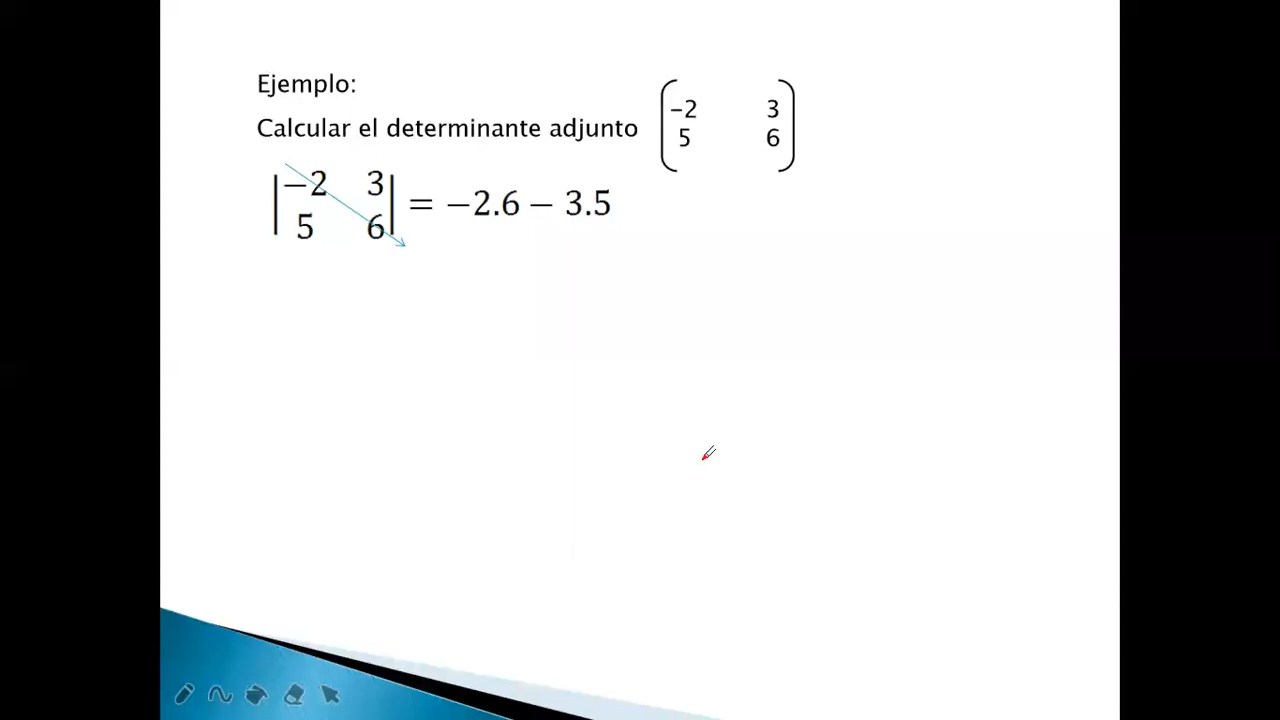 Ejemplo:
Calcular el determinante adjunto
−2 3
5 6
|−2 3| = −2.6 − 3.5
|5 6|